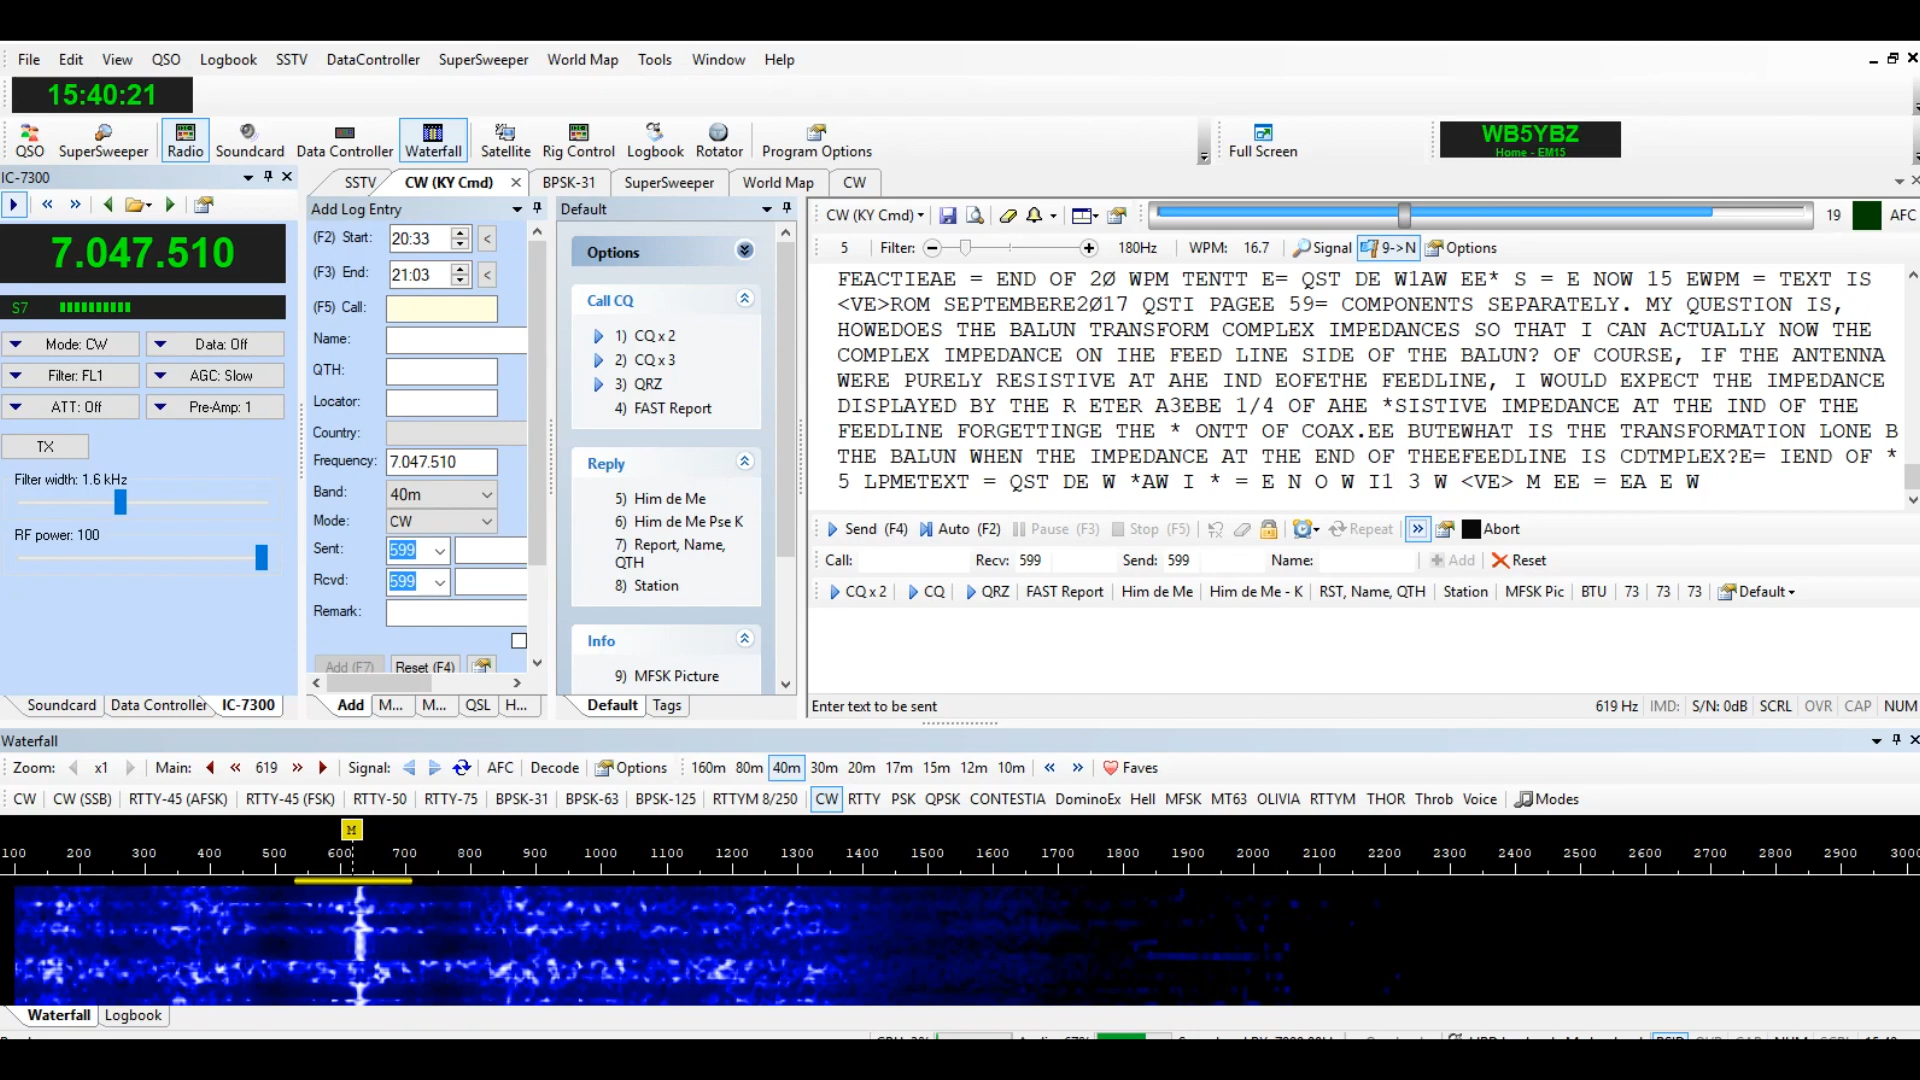 File Edit View QSO Logbook SSTV DataController SuperSweeper World Map Tools Window Help
15:40:21
QSO SuperSweeper Radio Soundcard Data Controller Waterfall Satellite Rig Control Logbook Rotator Program Options Full Screen
WB5YBZ
Home - EM15
IC-7300
7.047.510
S7
Mode: CW Data: Off
Filter: FL1 AGC: Slow
ATT: Off Pre-Amp: 1
TX
Filter width: 1.6 kHz
RF power: 100
Soundcard Data Controller IC-7300
SSTV CW (KY Cmd) BPSK-31 SuperSweeper World Map CW
Add Log Entry
(F2) Start: 20:33 <
(F3) End: 21:03 <
(F5) Call:
Name:
QTH:
Locator:
Country:
Frequency: 7.047.510
Band: 40m
Mode: CW
Sent: 599
Rcvd: 599
Remark:
Add (F7) Reset (F4)
Add M... M... QSL H...
Default
Options
Call CQ
1) CQ x 2
2) CQ x 3
3) QRZ
4) FAST Report
Reply
5) Him de Me
6) Him de Me Pse K
7) Report, Name,
QTH
8) Station
Info
9) MFSK Picture
Default Tags
CW (KY Cmd) 19 AFC
5 Filter: 180Hz WPM: 16.7 Signal 9->N Options
FEACTIEAE = END OF 2Ø WPM TENTT E= QST DE W1AW EE* S = E NOW 15 EWPM = TEXT IS
<VE>ROM SEPTEMBERE2Ø17 QSTI PAGEE 59= COMPONENTS SEPARATELY. MY QUESTION IS,
HOWEDOES THE BALUN TRANSFORM COMPLEX IMPEDANCES SO THAT I CAN ACTUALLY NOW THE
COMPLEX IMPEDANCE ON IHE FEED LINE SIDE OF THE BALUN? OF COURSE, IF THE ANTENNA
WERE PURELY RESISTIVE AT AHE IND EOFETHE FEEDLINE, I WOULD EXPECT THE IMPEDANCE
DISPLAYED BY THE R ETER A3EBE 1/4 OF AHE *SISTIVE IMPEDANCE AT THE IND OF THE
FEEDLINE FORGETTINGE THE * ONTT OF COAX.EE BUTEWHAT IS THE TRANSFORMATION LONE B
THE BALUN WHEN THE IMPEDANCE AT THE END OF THEEFEEDLINE IS CDTMPLEX?E= IEND OF *
5 LPMETEXT = QST DE W *AW I * = E N O W I1 3 W <VE> M EE = EA E W
Send (F4) Auto (F2) Pause (F3) Stop (F5) Repeat Abort
Call: Recv: 599 Send: 599 Name: Add Reset
CQ x 2 CQ QRZ FAST Report Him de Me Him de Me - K RST, Name, QTH Station MFSK Pic BTU 73 73 73 Default
Enter text to be sent 619 Hz IMD: S/N: 0dB SCRL OVR CAP NUM
Waterfall
Zoom: x1 Main: 619 Signal: AFC Decode Options 160m 80m 40m 30m 20m 17m 15m 12m 10m Faves
CW CW (SSB) RTTY-45 (AFSK) RTTY-45 (FSK) RTTY-50 RTTY-75 BPSK-31 BPSK-63 BPSK-125 RTTYM 8/250 CW RTTY PSK QPSK CONTESTIA DominoEx Hell MFSK MT63 OLIVIA RTTYM THOR Throb Voice Modes
M
100 200 300 400 500 600 700 800 900 1000 1100 1200 1300 1400 1500 1600 1700 1800 1900 2000 2100 2200 2300 2400 2500 2600 2700 2800 2900 3000
Waterfall Logbook